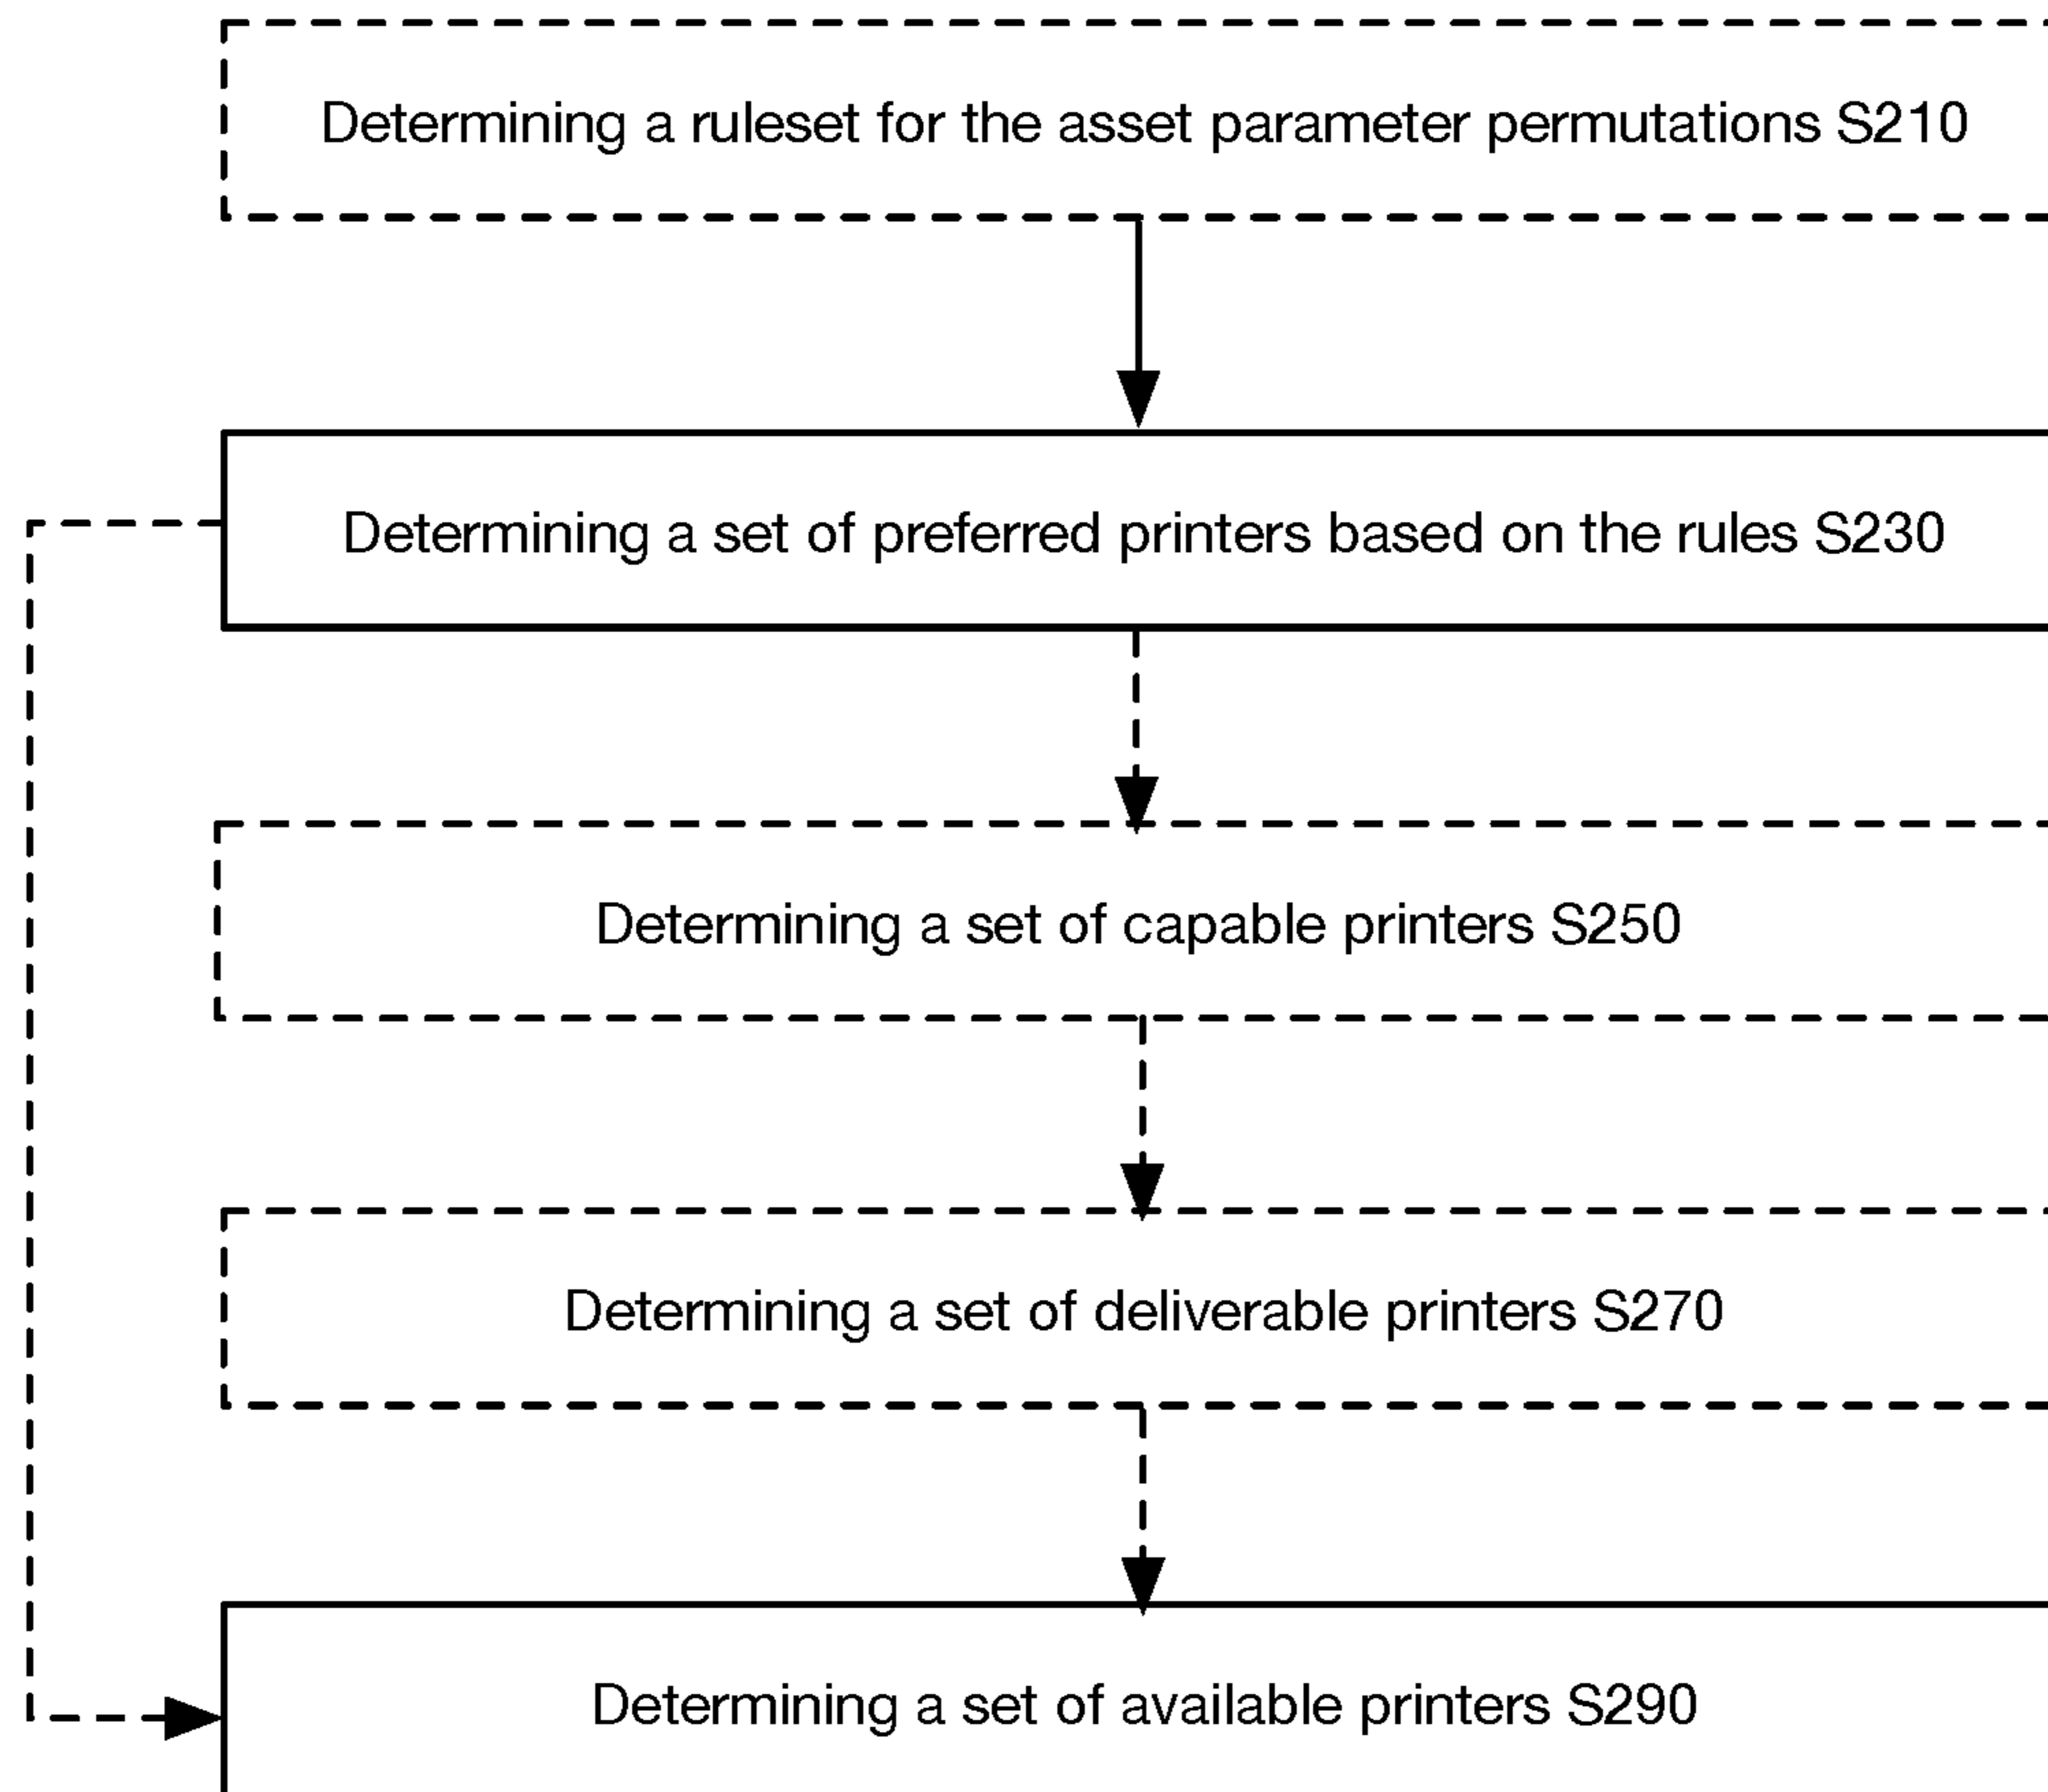 Determining a ruleset for the asset parameter permutations S210
Determining a set of preferred printers based on the rules S230
Determining a set of capable printers S250
Determining a set of deliverable printers S270
Determining a set of available printers S290